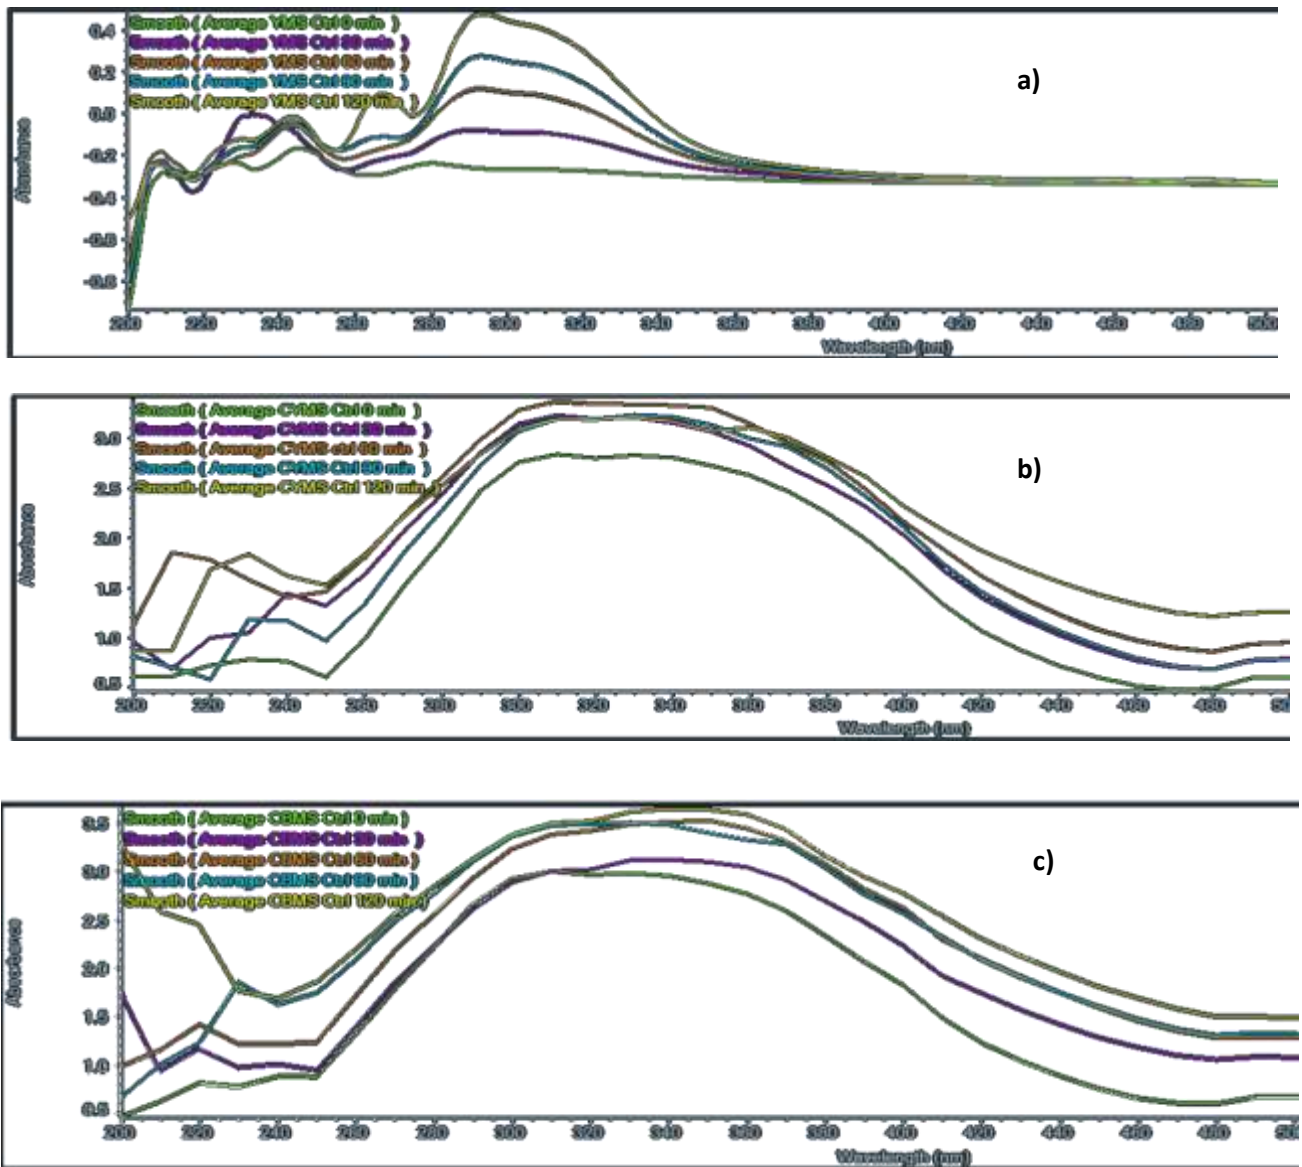 Smooth ( Average YMS Ctrl 0 min )
Smooth ( Average YMS Ctrl 30 min )
Smooth ( Average YMS Ctrl 60 min )
Smooth ( Average YMS Ctrl 90 min )
Smooth ( Average YMS Ctrl 120 min )
a)
0.4
0.2
0.0
-0.2
-0.4
-0.6
-0.8
Absorbance
200 220 240 260 280 300 320 340 360 380 400 420 440 460 480 500
Wavelength (nm)
Smooth ( Average CYMS Ctrl 0 min )
Smooth ( Average CYMS Ctrl 30 min )
Smooth ( Average CYMS ctrl 60 min )
Smooth ( Average CYMS Ctrl 90 min )
Smooth ( Average CYMS Ctrl 120 min )
b)
3.0
2.5
2.0
1.5
1.0
0.5
Absorbance
200 220 240 260 280 300 320 340 360 380 400 420 440 460 480 50
Wavelength (nm)
Smooth ( Average CBMS Ctrl 0 min )
Smooth ( Average CBMS Ctrl 30 min )
Smooth ( Average CBMS Ctrl 60 min )
Smooth ( Average CBMS Ctrl 90 min )
Smooth ( Average CBMS Ctrl 120 min )
c)
3.5
3.0
2.5
2.0
1.5
1.0
0.5
Absorbance
200 220 240 260 280 300 320 340 360 380 400 420 440 460 480 500
Wavelength (nm)